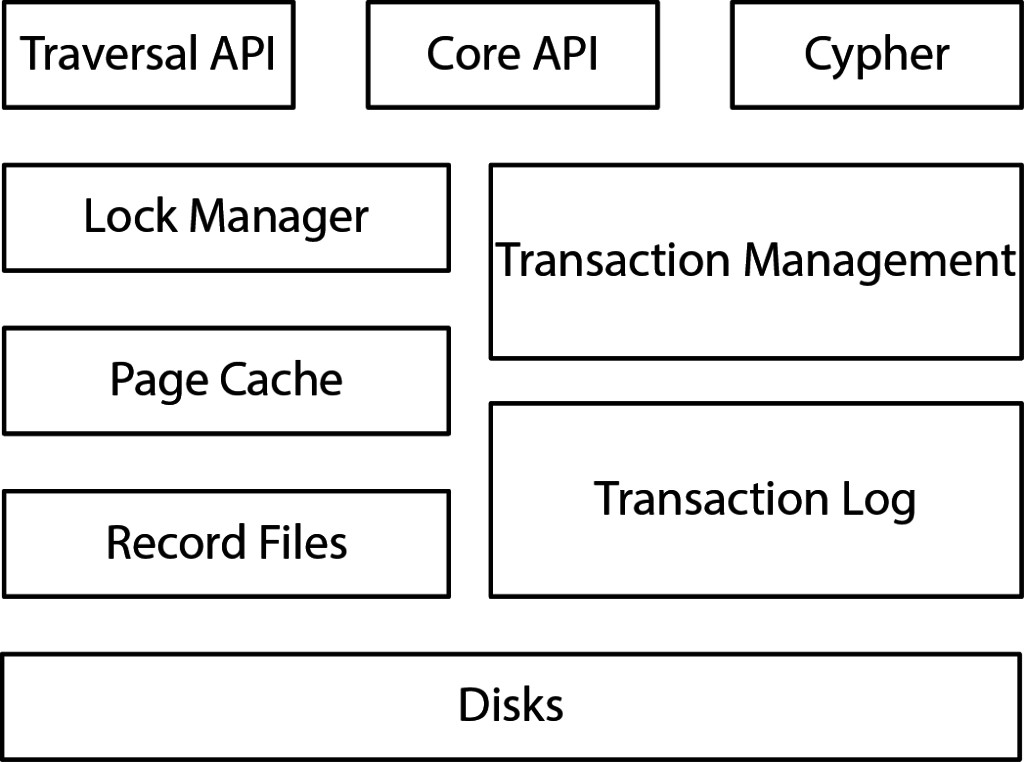 Traversal API
Core API
Cypher
Lock Manager
Transaction Management
Page Cache
Transaction Log
Record Files
Disks